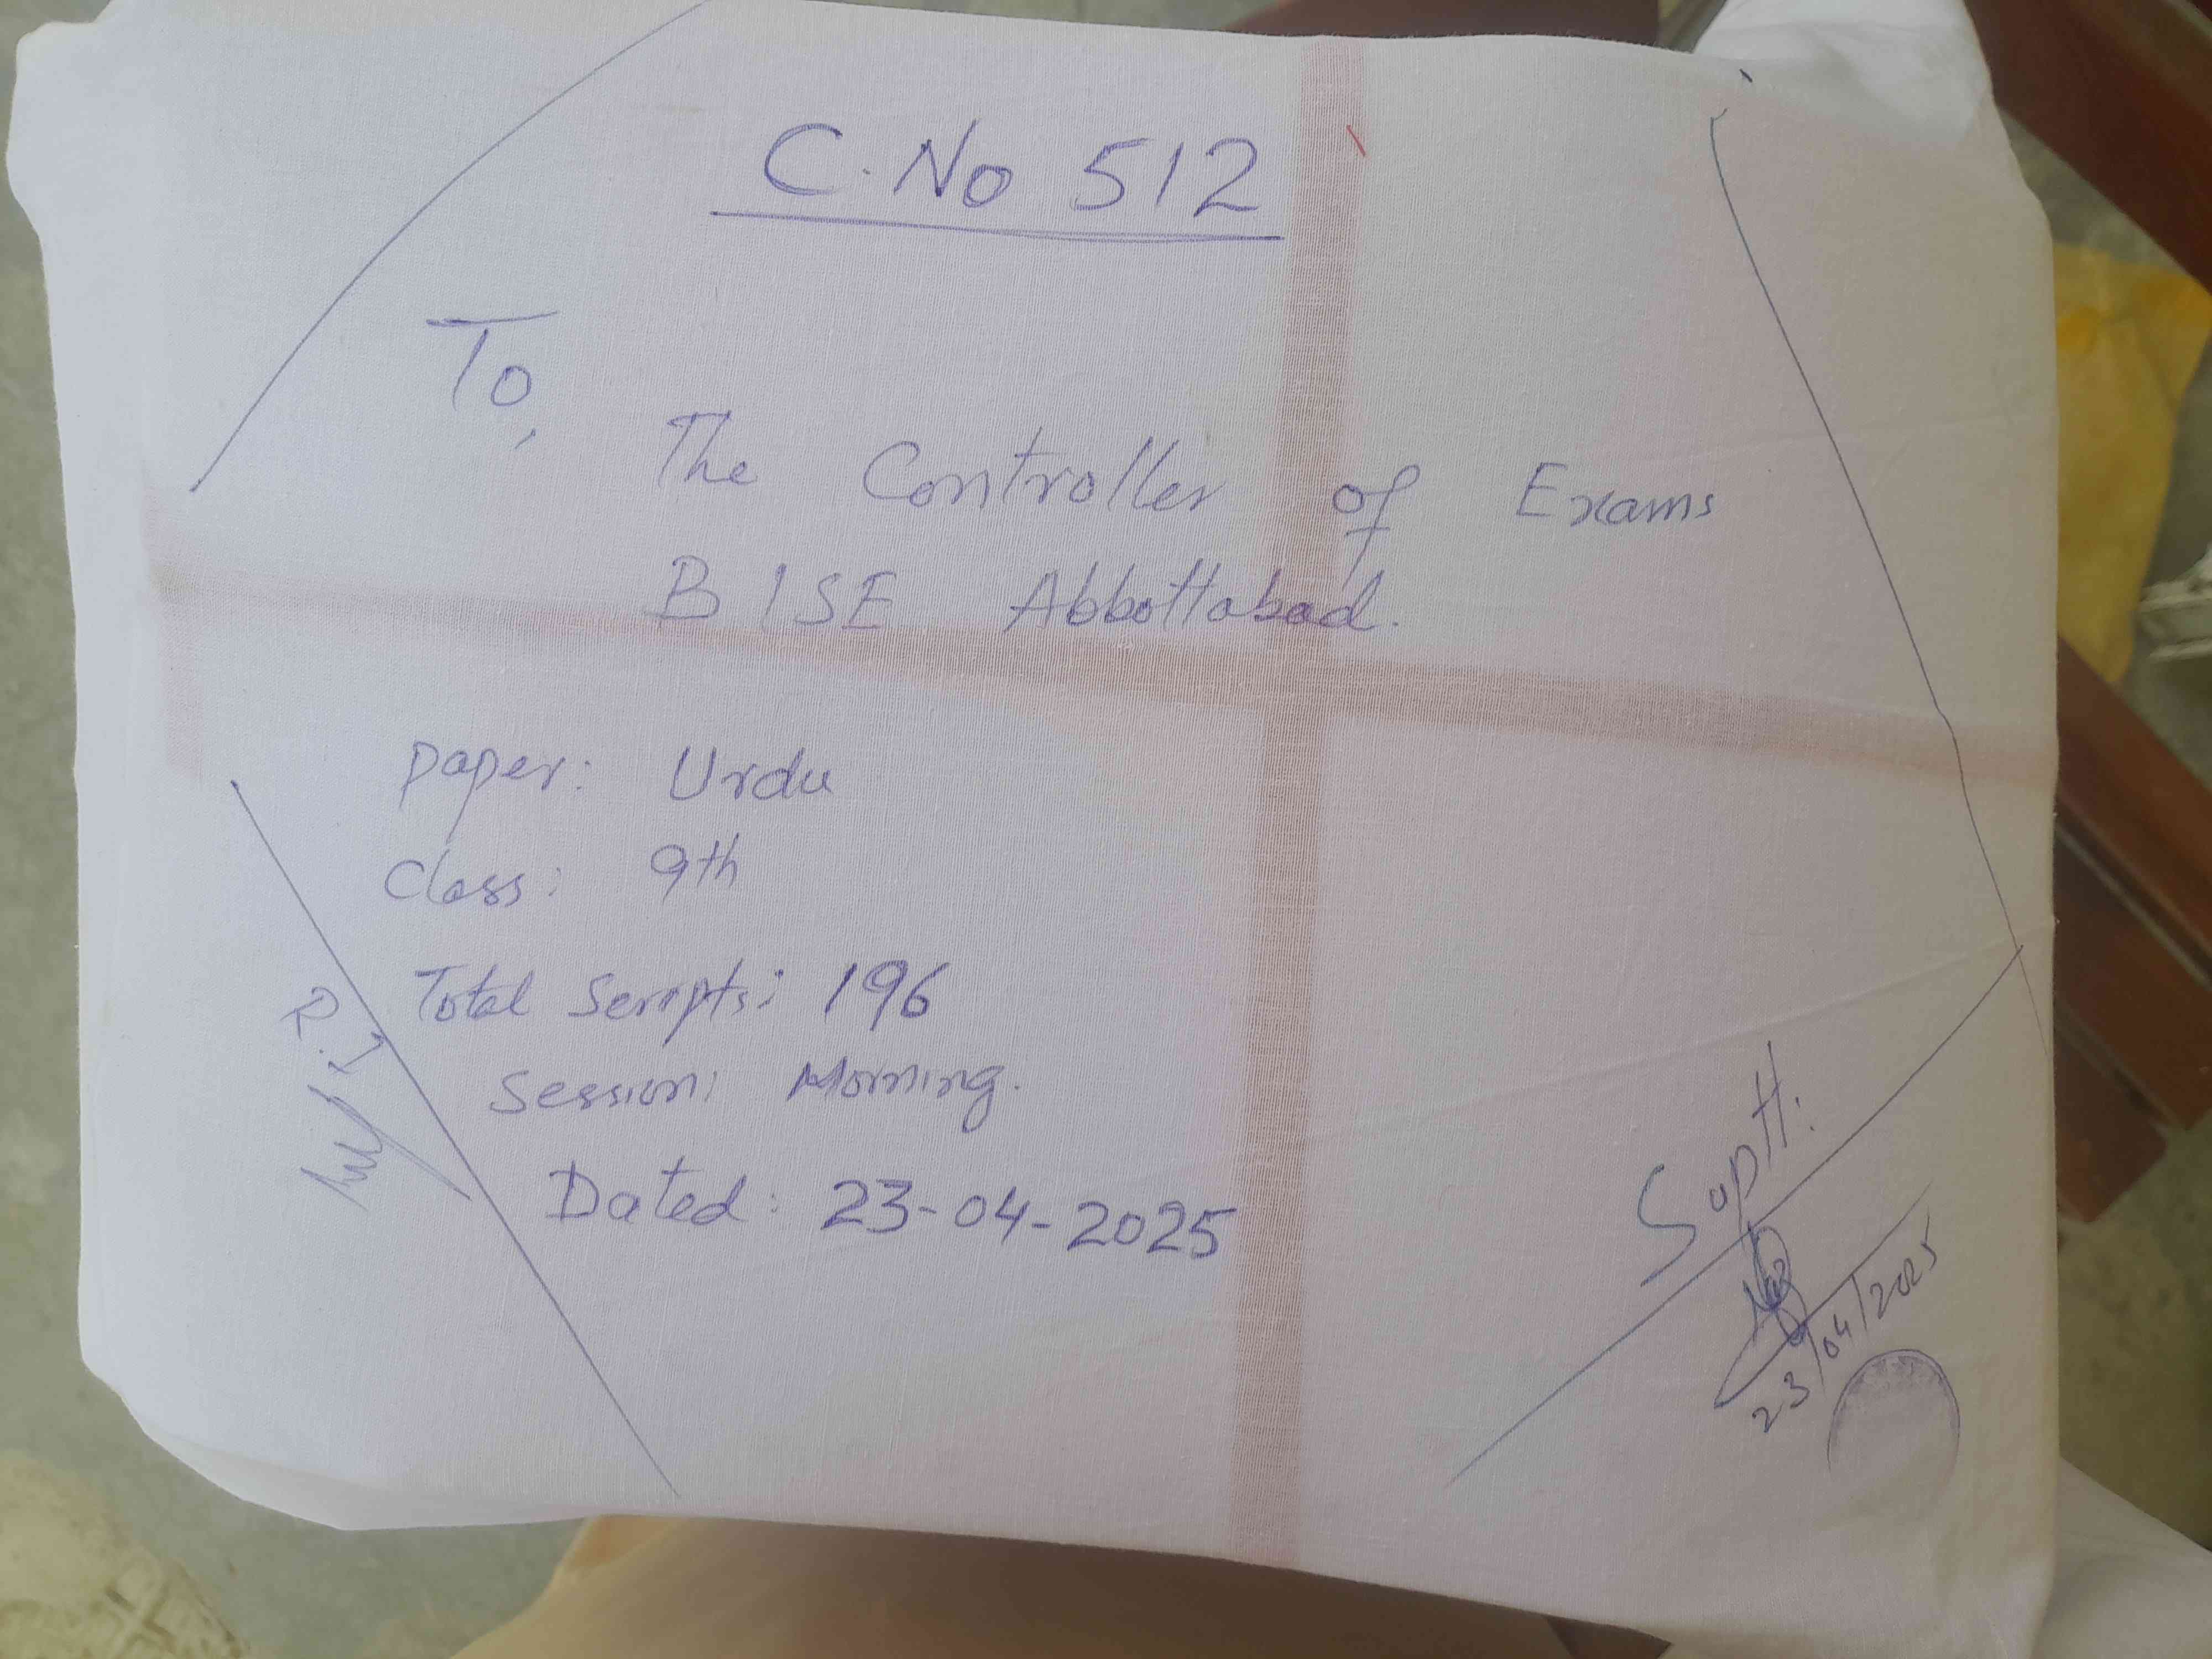 C.No 512
To,
The Controller of Exams
BISE Abbottabad.
paper: Urdu
Class: 9th
Total Scripts: 196
Session: Morning.
Dated: 23-04-2025
R.I
Suptt:
23/04/2025